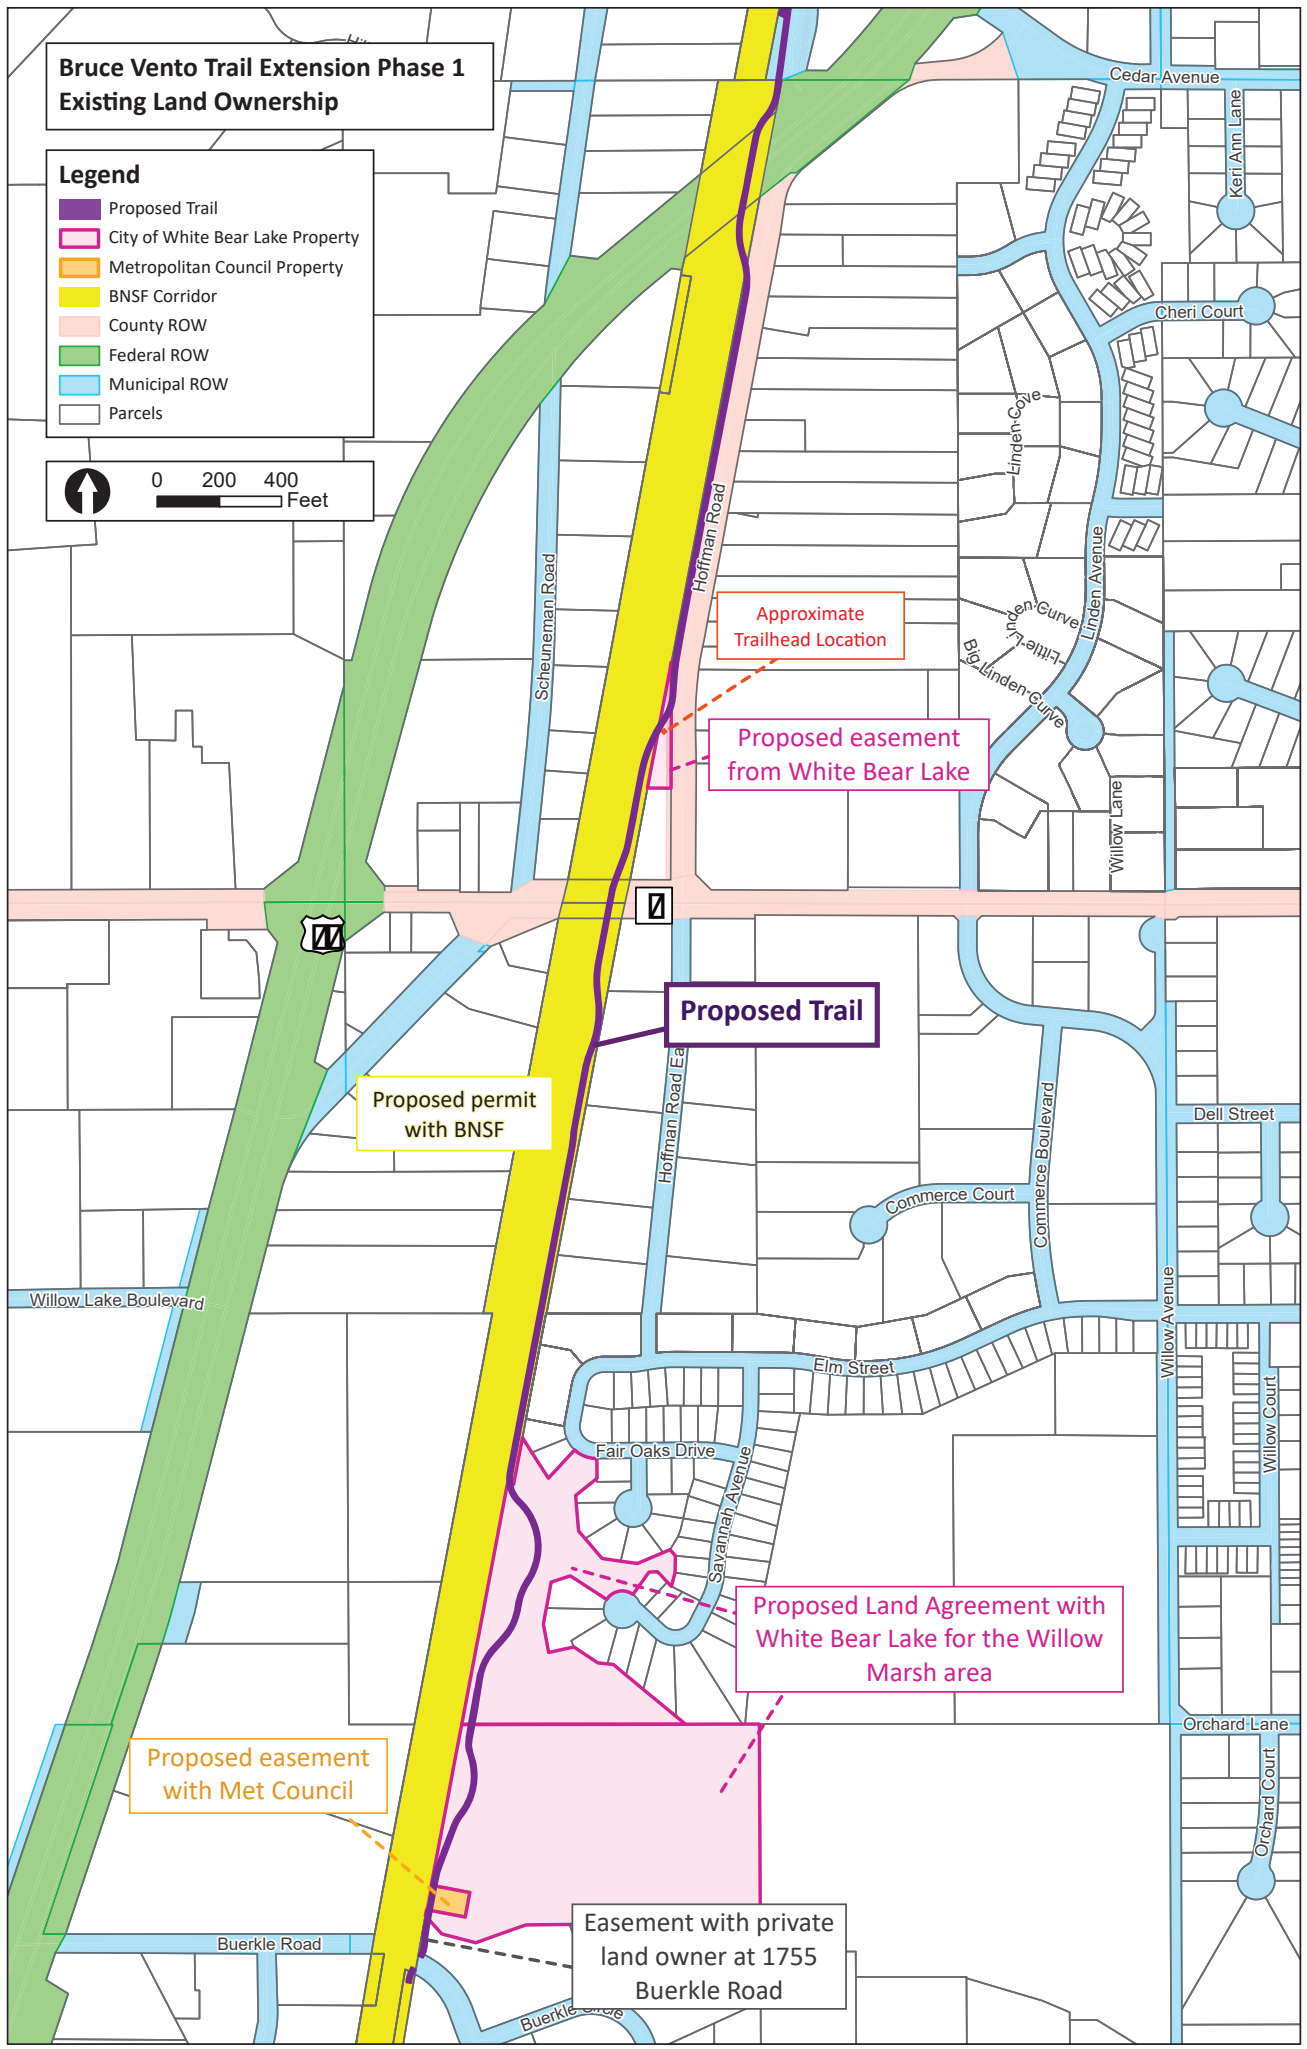 Bruce Vento Trail Extension Phase 1
Existing Land Ownership
Legend
Proposed Trail
City of White Bear Lake Property
Metropolitan Council Property
BNSF Corridor
County ROW
Federal ROW
Municipal ROW
Parcels
0 200 400
Feet
Cedar Avenue
Keri Ann Lane
Cheri Court
Linden Cove
Hoffman Road
Scheuneman Road
Linden Avenue
Linden Curve
Little
Big Linden Curve
Approximate
Trailhead Location
Proposed easement
from White Bear Lake
Willow Lane
Proposed Trail
Hoffman Road Ea
Proposed permit
with BNSF
Commerce Boulevard
Dell Street
Commerce Court
Willow Lake Boulevard
Willow Avenue
Elm Street
Willow Court
Fair Oaks Drive
Savannah Avenue
Proposed Land Agreement with
White Bear Lake for the Willow
Marsh area
Orchard Lane
Orchard Court
Proposed easement
with Met Council
Easement with private
land owner at 1755
Buerkle Road
Buerkle Road
Buerkle Circle